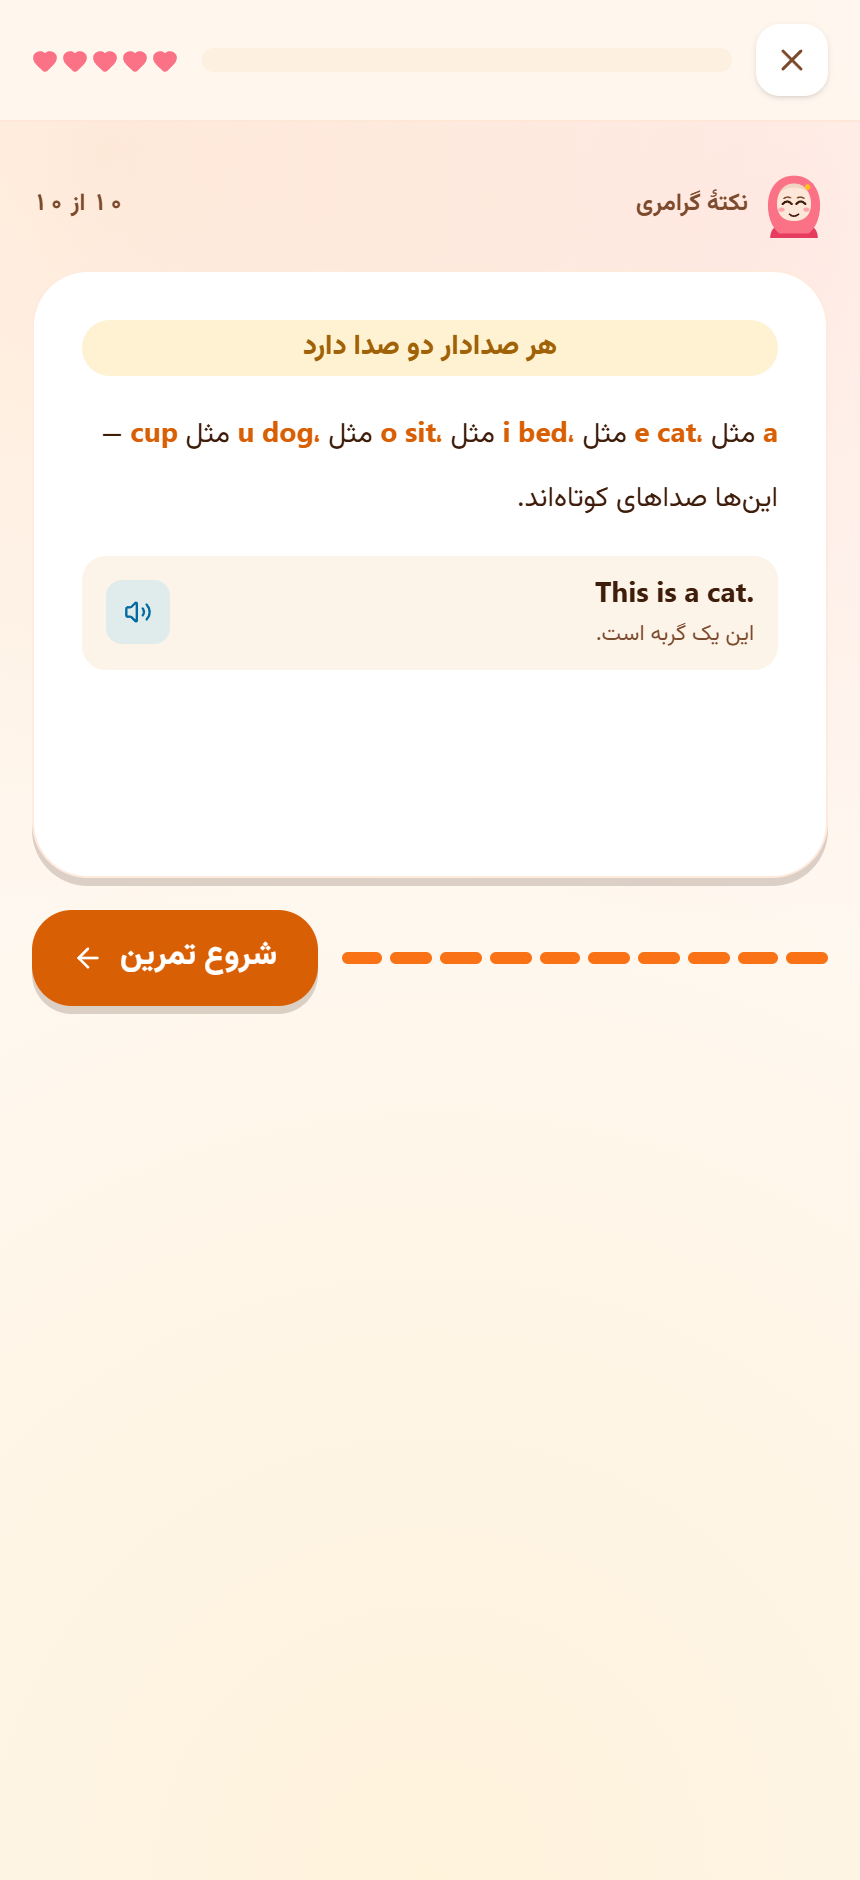 نکتهٔ گرامری
۱۰ از ۱۰
هر صدادار دو صدا دارد
a مثل cat، e مثل bed، i مثل sit، o مثل dog، u مثل cup —
این‌ها صداهای کوتاه‌اند.
This is a cat.
این یک گربه است.
شروع تمرین